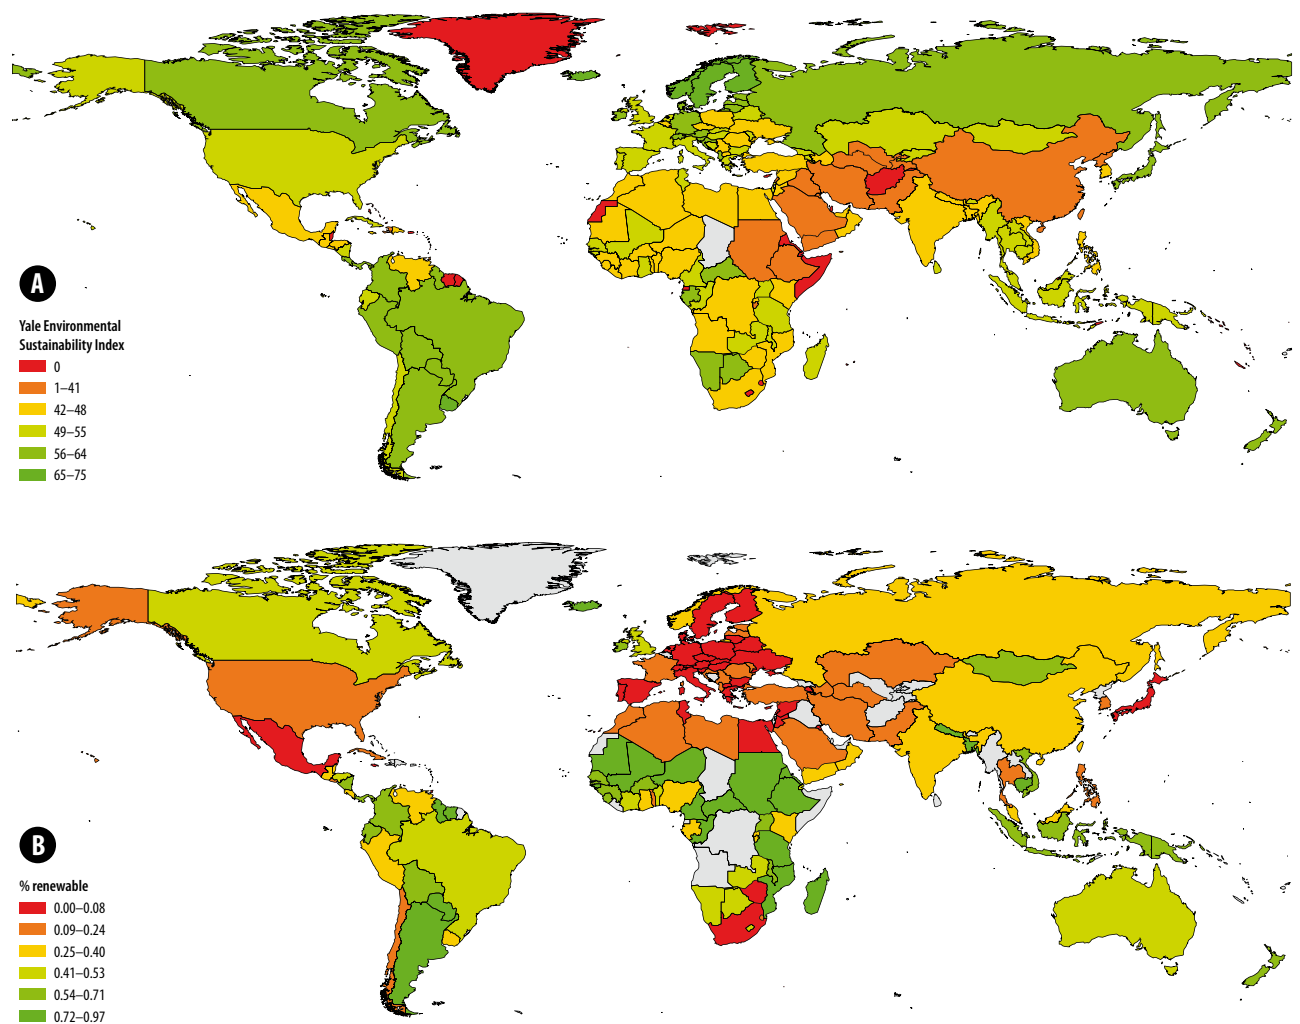 A
Yale Environmental
Sustainability Index
0
1–41
42–48
49–55
56–64
65–75
B
% renewable
0.00–0.08
0.09–0.24
0.25–0.40
0.41–0.53
0.54–0.71
0.72–0.97